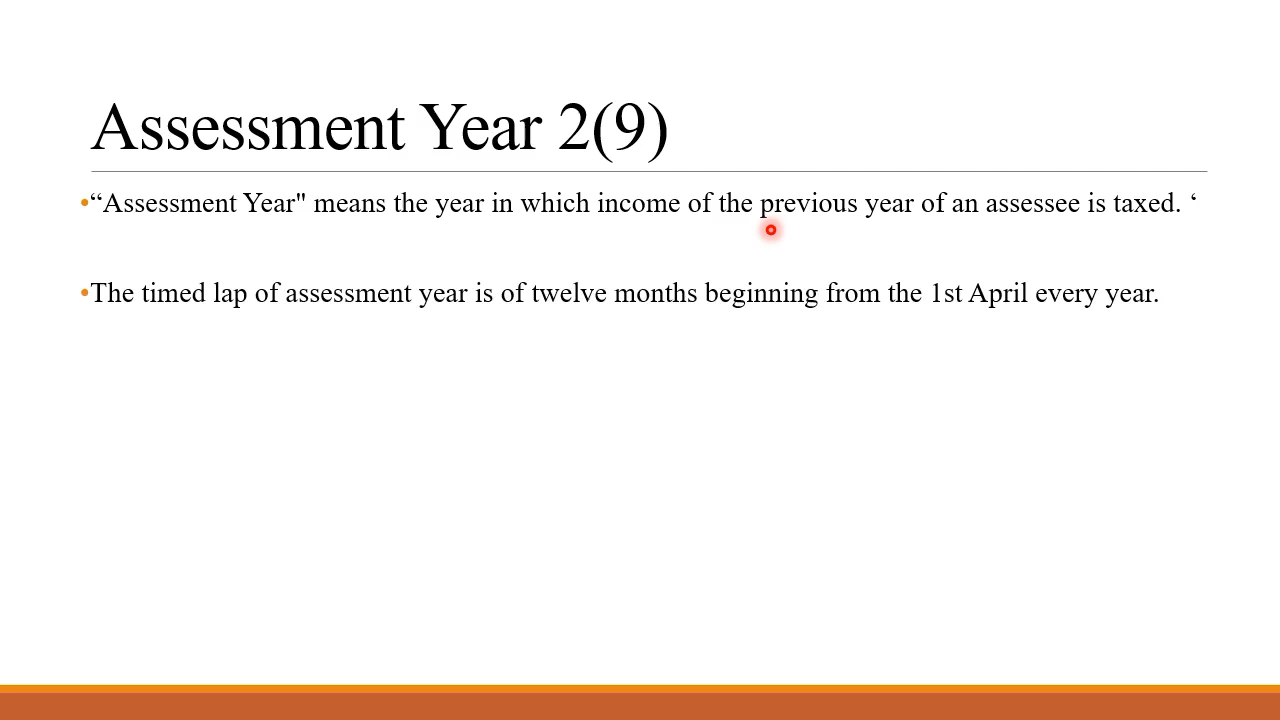 Assessment Year 2(9)
•“Assessment Year" means the year in which income of the previous year of an assessee is taxed. ‘
•The timed lap of assessment year is of twelve months beginning from the 1st April every year.